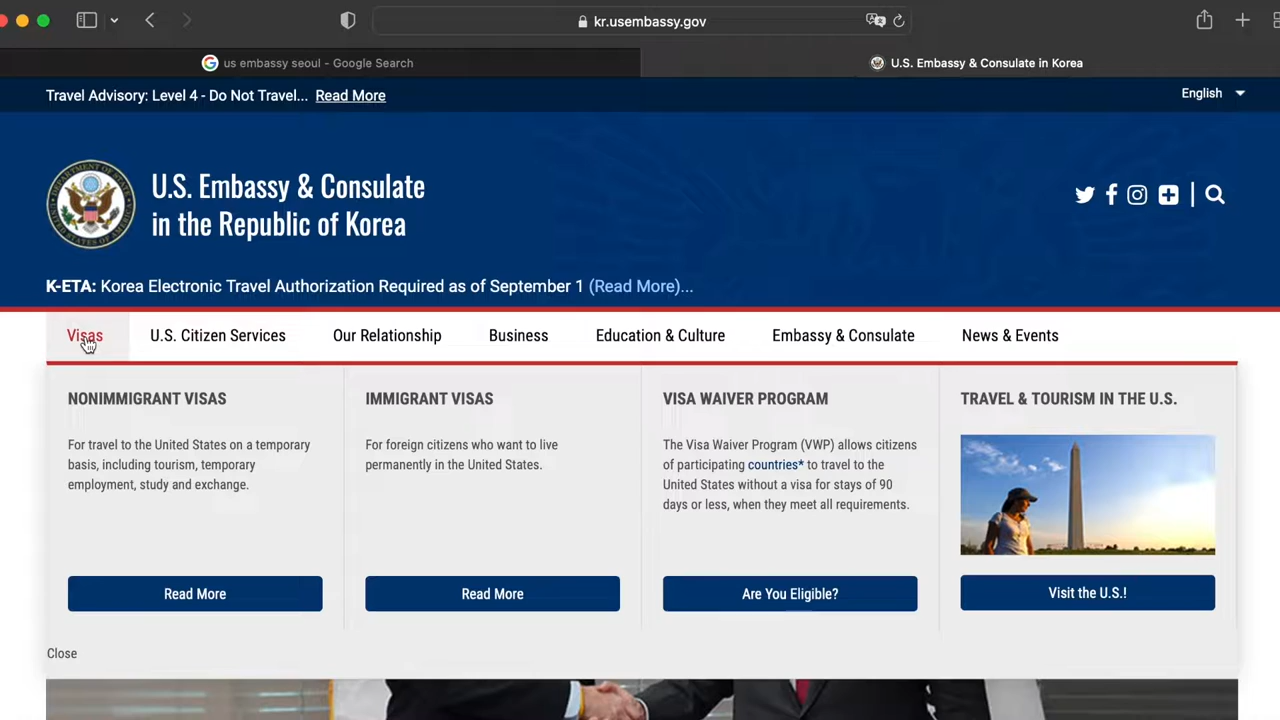 kr.usembassy.gov
us embassy seoul - Google Search
U.S. Embassy & Consulate in Korea
Travel Advisory: Level 4 - Do Not Travel... Read More
English
U.S. Embassy & Consulate
in the Republic of Korea
K-ETA: Korea Electronic Travel Authorization Required as of September 1 (Read More)...
Visas U.S. Citizen Services Our Relationship Business Education & Culture Embassy & Consulate News & Events
NONIMMIGRANT VISAS
For travel to the United States on a temporary
basis, including tourism, temporary
employment, study and exchange.
Read More
IMMIGRANT VISAS
For foreign citizens who want to live
permanently in the United States.
Read More
VISA WAIVER PROGRAM
The Visa Waiver Program (VWP) allows citizens
of participating countries* to travel to the
United States without a visa for stays of 90
days or less, when they meet all requirements.
Are You Eligible?
TRAVEL & TOURISM IN THE U.S.
Visit the U.S.!
Close